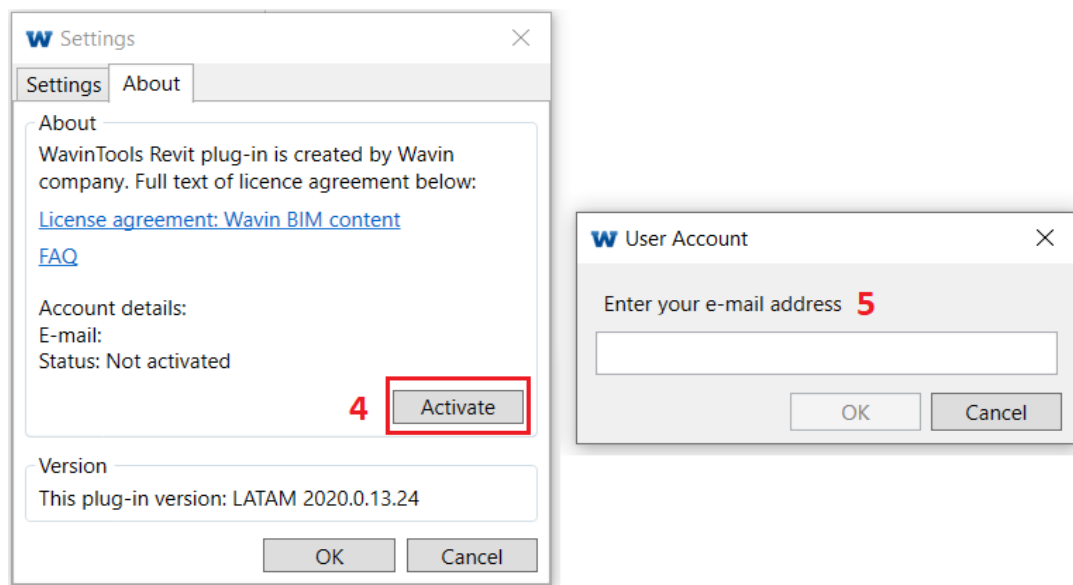 W Settings
Settings About
About
WavinTools Revit plug-in is created by Wavin
company. Full text of licence agreement below:
License agreement: Wavin BIM content
FAQ
Account details:
E-mail:
Status: Not activated
4 Activate
Version
This plug-in version: LATAM 2020.0.13.24
OK Cancel
W User Account
Enter your e-mail address 5
OK Cancel